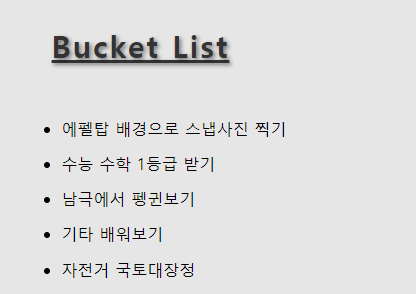 Bucket List
에펠탑 배경으로 스냅사진 찍기
수능 수학 1등급 받기
남극에서 펭귄보기
기타 배워보기
자전거 국토대장정